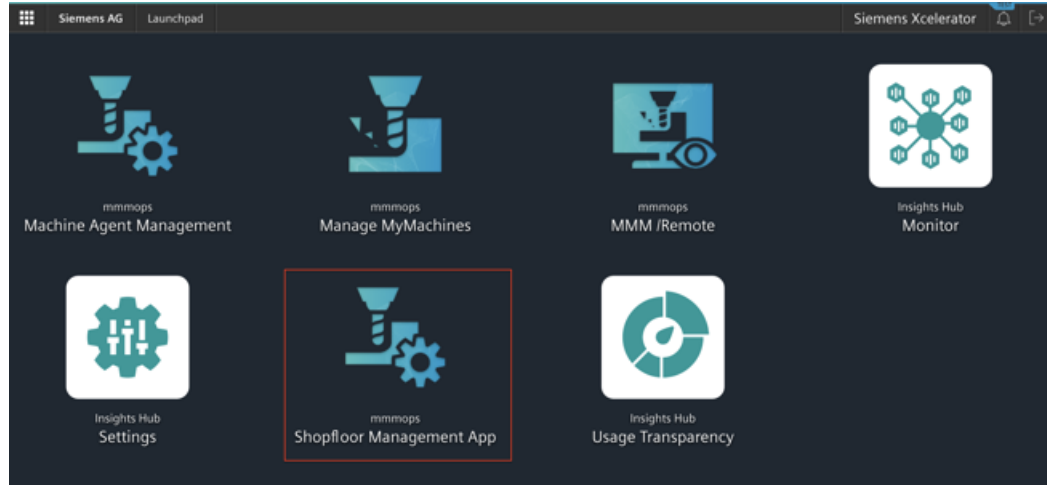 Siemens AG Launchpad Siemens Xcelerator
mmmops
Machine Agent Management
mmmops
Manage MyMachines
mmmops
MMM /Remote
Insights Hub
Monitor
Insights Hub
Settings
mmmops
Shopfloor Management App
Insights Hub
Usage Transparency